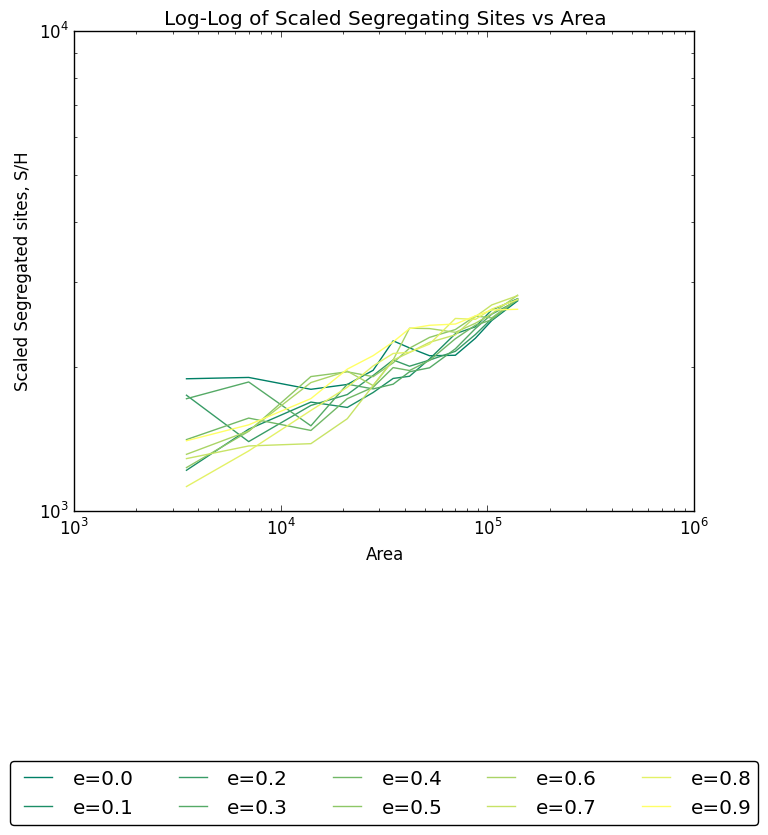 Log-Log of Scaled Segregating Sites vs Area
Scaled Segregated sites, S/H
10^4
10^3
10^3 10^4 10^5 10^6
Area
e=0.0 e=0.2 e=0.4 e=0.6 e=0.8
e=0.1 e=0.3 e=0.5 e=0.7 e=0.9